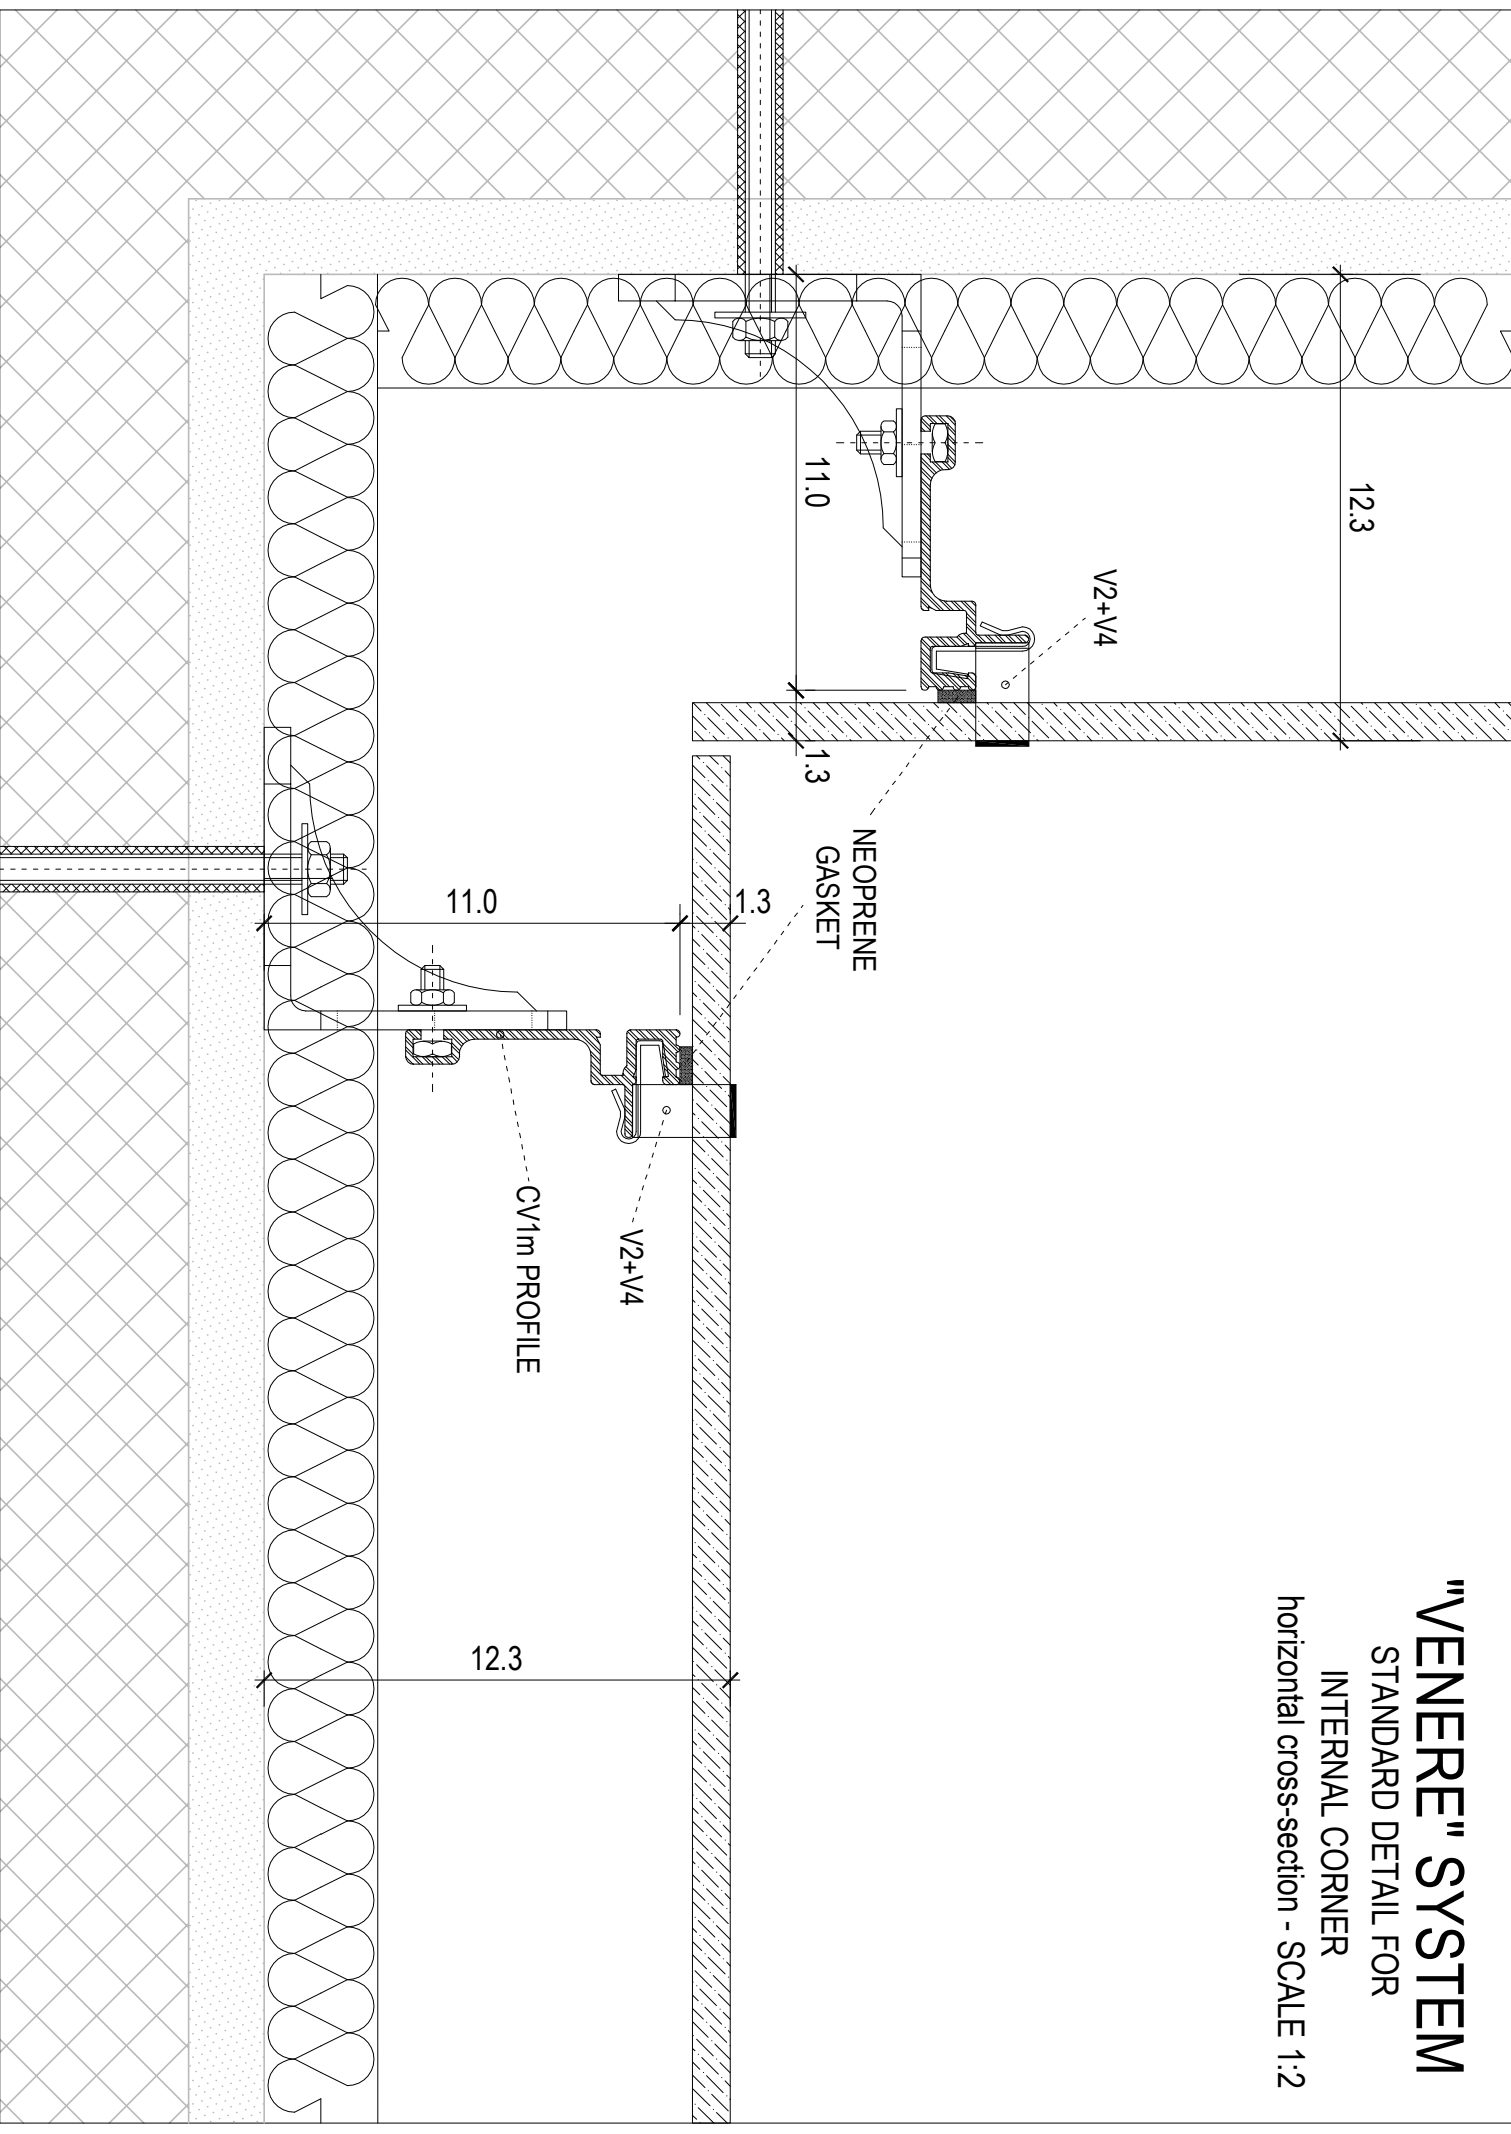 "VENERE" SYSTEM
STANDARD DETAIL FOR
INTERNAL CORNER
horizontal cross-section - SCALE 1:2
12.3
V2+V4
11.0
1.3
NEOPRENE
GASKET
11.0
1.3
V2+V4
CV1m PROFILE
12.3